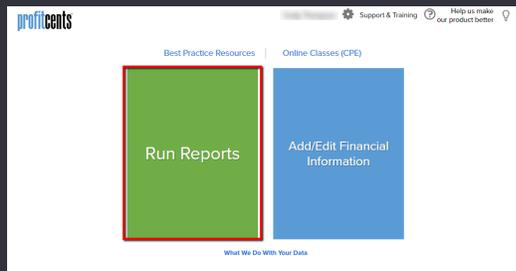 profitcents
Support & Training
Help us make
our product better
Best Practice Resources
Online Classes (CPE)
Run Reports
Add/Edit Financial
Information
What We Do With Your Data